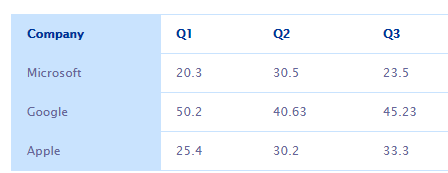 Company Q1 Q2 Q3
Microsoft 20.3 30.5 23.5
Google 50.2 40.63 45.23
Apple 25.4 30.2 33.3